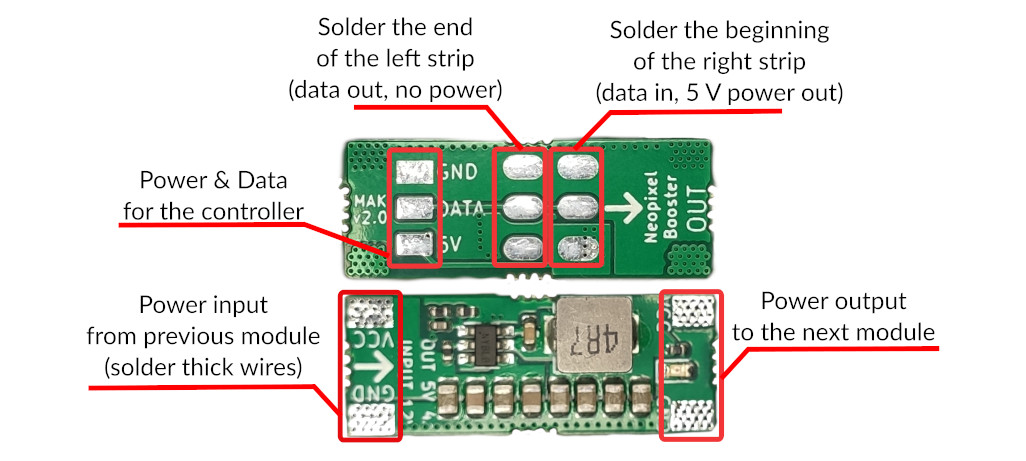 Solder the end
of the left strip
(data out, no power)
Solder the beginning
of the right strip
(data in, 5 V power out)
Power & Data
for the controller
MAK
v2.0
GND
DATA
5V
Neopixel
Booster
OUT
Power input
from previous module
(solder thick wires)
VCC
GND
INPUT
OUT 5V 4
4R7
Power output
to the next module